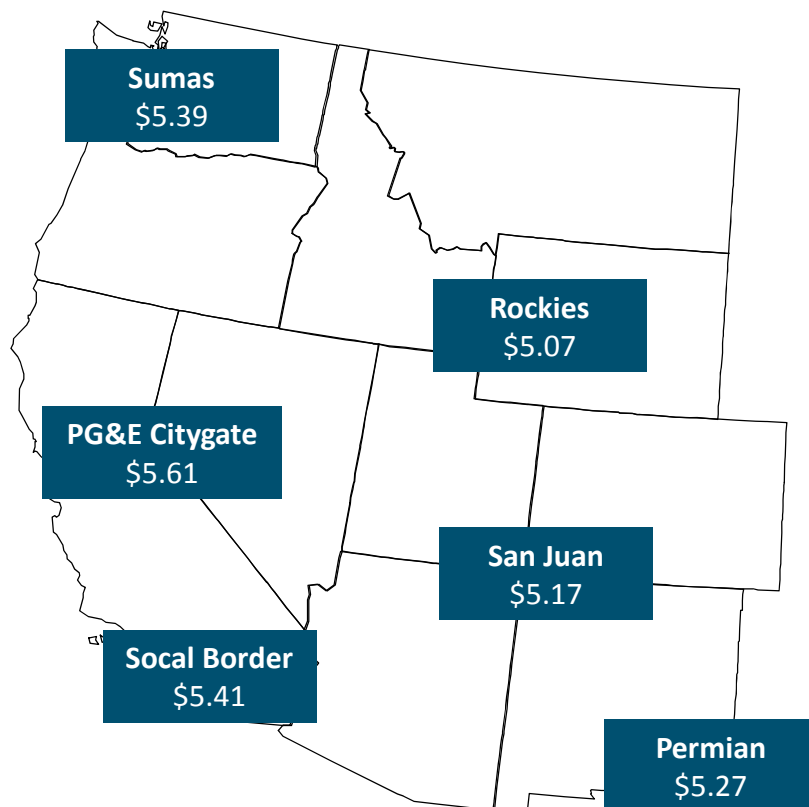 Sumas
$5.39
Rockies
$5.07
PG&E Citygate
$5.61
San Juan
$5.17
Socal Border
$5.41
Permian
$5.27